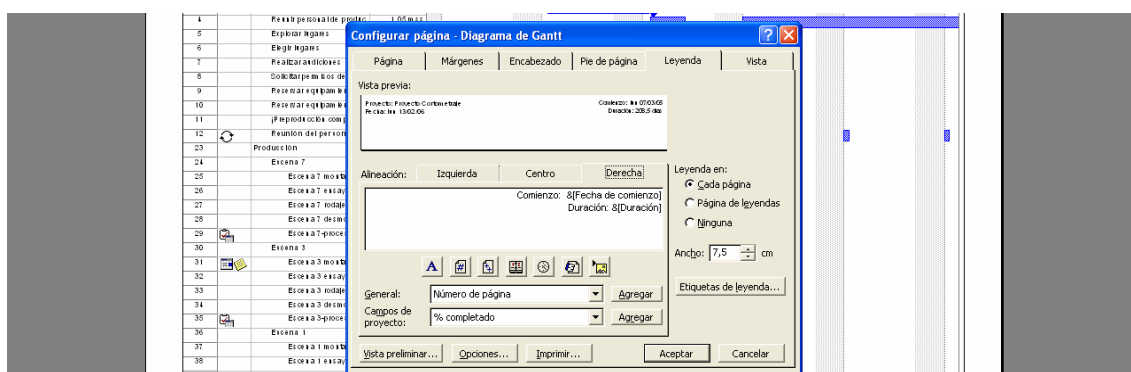 4 Reunir personal de produc 1,05 mss
5 Explorar lugares
6 Elegir lugares
7 Realizar audiciones
8 Solicitar permisos de
9 Reservar equipamien
10 Reservar equipamien
11 ¡Preproducción comp
12 Reunión del person
23 Producción
24 Escena 7
25 Escena 7 monta
26 Escena 7 ensay
27 Escena 7 rodaje
28 Escena 7 desmo
29 Escena 7-proces
30 Escena 3
31 Escena 3 monta
32 Escena 3 ensay
33 Escena 3 rodaje
34 Escena 3 desmo
35 Escena 3-proces
36 Escena 1
37 Escena 1 monta
38 Escena 1 ensay
Configurar página - Diagrama de Gantt
Página Márgenes Encabezado Pie de página Leyenda Vista
Vista previa:
Proyecto: Proyecto Cortometraje Comienzo: lun 07/03/05
Fecha: lun 13/02/06 Duración: 208,5 días
Alineación: Izquierda Centro Derecha
Comienzo: &[Fecha de comienzo]
Duración: &[Duración]
Leyenda en:
Cada página
Página de leyendas
Ninguna
Ancho: 7,5 cm
Etiquetas de leyenda...
General: Número de página Agregar
Campos de proyecto: % completado Agregar
Vista preliminar... Opciones... Imprimir... Aceptar Cancelar